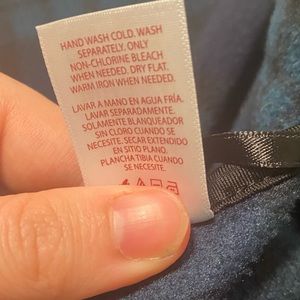 HAND WASH COLD. WASH
SEPARATELY. ONLY
NON-CHLORINE BLEACH
WHEN NEEDED. DRY FLAT.
WARM IRON WHEN NEEDED.
LAVAR A MANO EN AGUA FRÍA.
LAVAR SEPARADAMENTE.
SOLAMENTE BLANQUEADOR
SIN CLORO CUANDO SE
NECESITE. SECAR EXTENDIDO
EN SITIO PLANO.
PLANCHA TIBIA CUANDO SE
NECESITE.